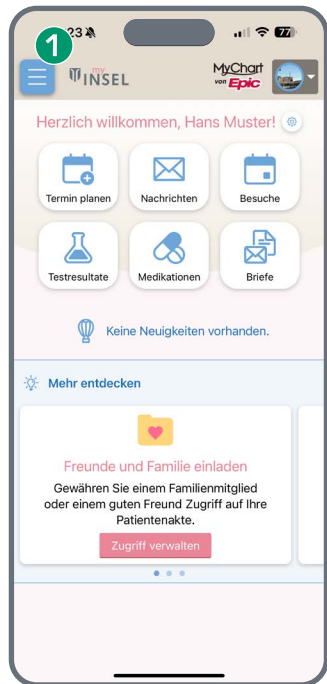 1
23
77
my
INSEL
MyChart
von Epic
Herzlich willkommen, Hans Muster!
Termin planen
Nachrichten
Besuche
Testresultate
Medikationen
Briefe
Keine Neuigkeiten vorhanden.
Mehr entdecken
Freunde und Familie einladen
Gewähren Sie einem Familienmitglied
oder einem guten Freund Zugriff auf Ihre
Patientenakte.
Zugriff verwalten